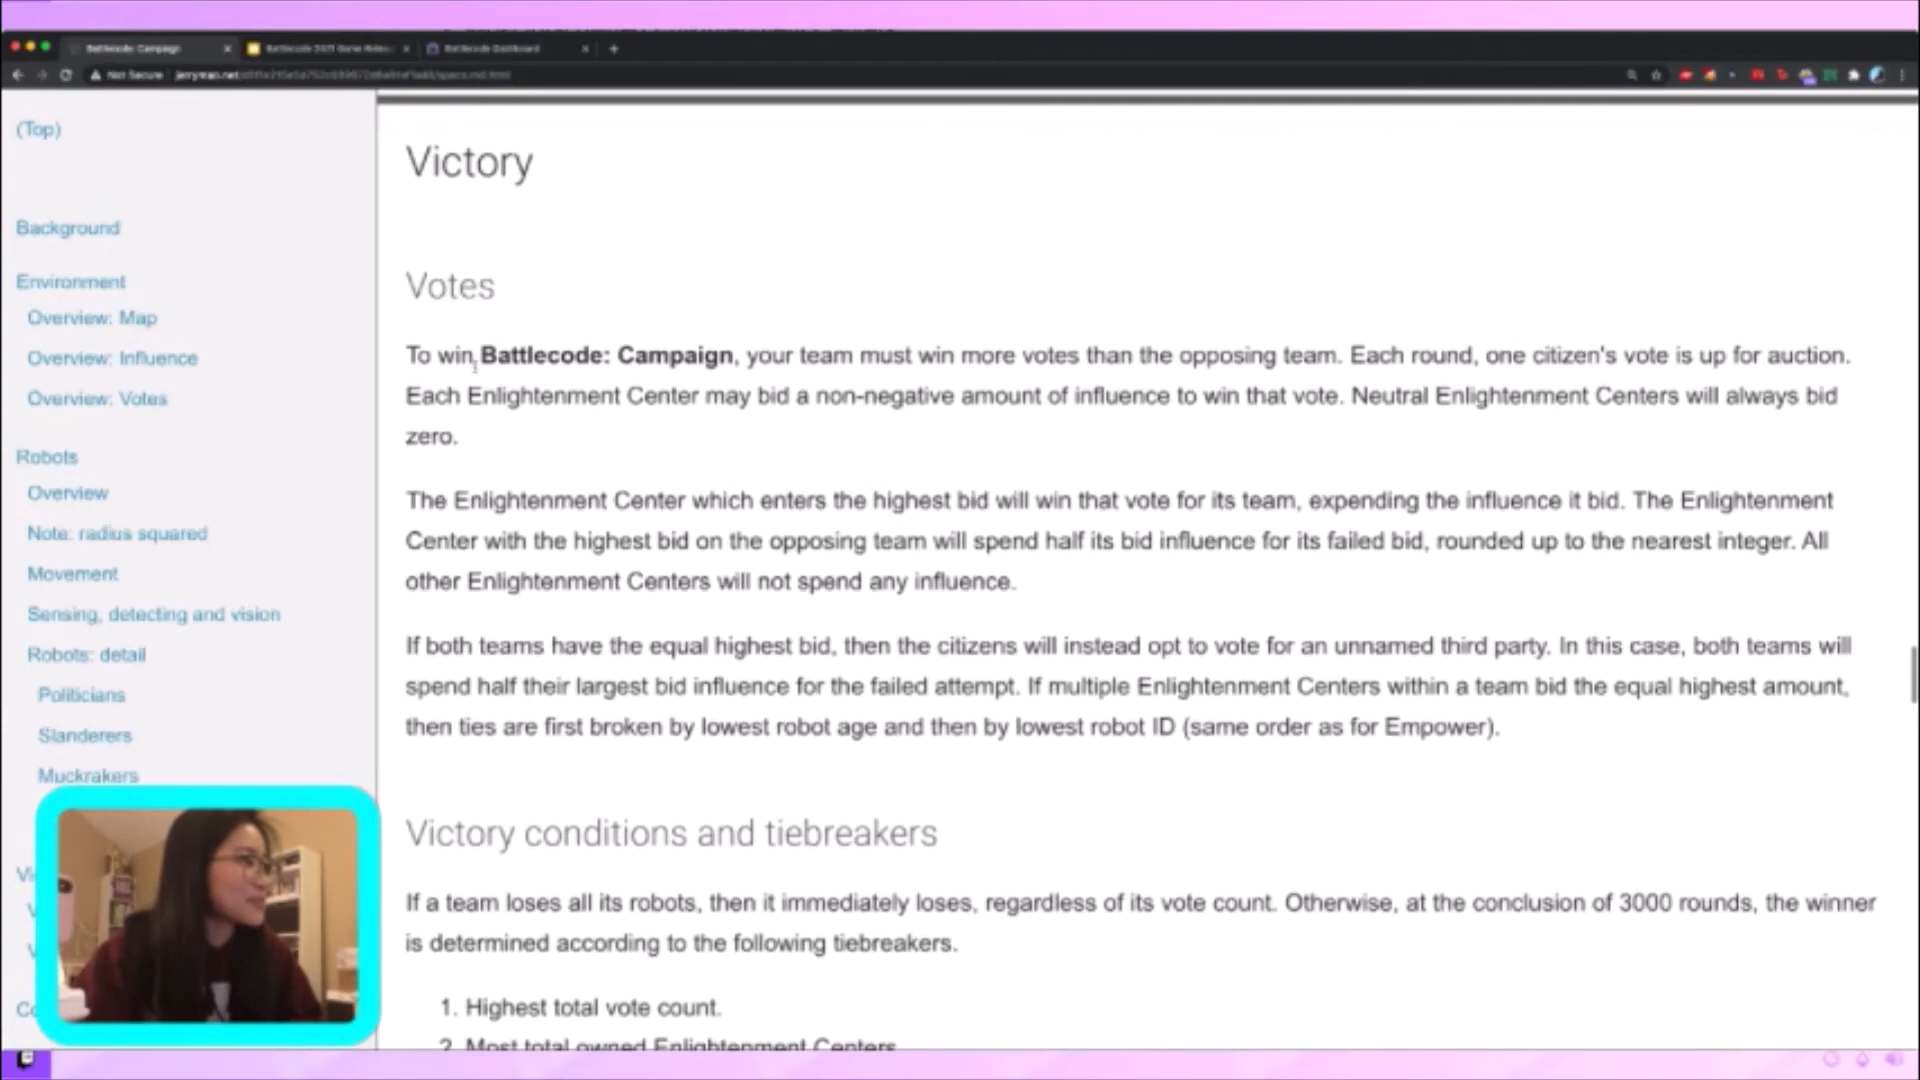 Battlecode: Campaign
Battlecode Dashboard
Not Secure
(Top)
Background
Environment
Overview: Map
Overview: Influence
Overview: Votes
Robots
Overview
Note: radius squared
Movement
Sensing, detecting and vision
Robots: detail
Politicians
Slanderers
Muckrakers
Victory
Votes
To win Battlecode: Campaign, your team must win more votes than the opposing team. Each round, one citizen's vote is up for auction.
Each Enlightenment Center may bid a non-negative amount of influence to win that vote. Neutral Enlightenment Centers will always bid
zero.
The Enlightenment Center which enters the highest bid will win that vote for its team, expending the influence it bid. The Enlightenment
Center with the highest bid on the opposing team will spend half its bid influence for its failed bid, rounded up to the nearest integer. All
other Enlightenment Centers will not spend any influence.
If both teams have the equal highest bid, then the citizens will instead opt to vote for an unnamed third party. In this case, both teams will
spend half their largest bid influence for the failed attempt. If multiple Enlightenment Centers within a team bid the equal highest amount,
then ties are first broken by lowest robot age and then by lowest robot ID (same order as for Empower).
Victory conditions and tiebreakers
If a team loses all its robots, then it immediately loses, regardless of its vote count. Otherwise, at the conclusion of 3000 rounds, the winner
is determined according to the following tiebreakers.
1. Highest total vote count.
2. Most total owned Enlightenment Centers